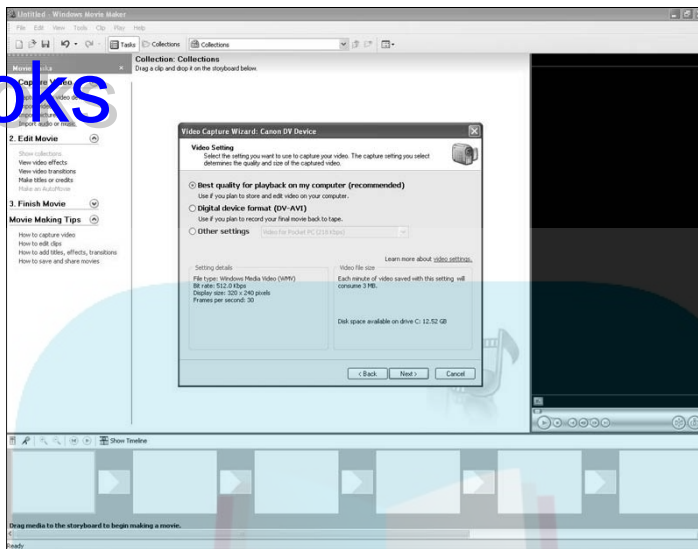 Untitled - Windows Movie Maker
File Edit View Tools Clip Play Help
Tasks Collections Collections
Collection: Collections
Drag a clip and drop it on the storyboard below.
oks
2. Edit Movie
Show collections
View video effects
View video transitions
Make titles or credits
Make an AutoMovie
3. Finish Movie
Movie Making Tips
How to capture video
How to edit clips
How to add titles, effects, transitions
How to save and share movies
Video Capture Wizard: Canon DV Device
Video Setting
Select the setting you want to use to capture your video. The capture setting you select
determines the quality and size of the captured video.
Best quality for playback on my computer (recommended)
Use if you plan to store and edit video on your computer.
Digital device format (DV-AVI)
Use if you plan to record your final movie back to tape.
Other settings Video for Pocket PC (218 Kbps)
Learn more about video settings.
Setting details
File type: Windows Media Video (WMV)
Bit rate: 512.0 Kbps
Display size: 320 x 240 pixels
Frames per second: 30
Video file size
Each minute of video saved with this setting will
consume 3 MB.
Disk space available on drive C: 12.52 GB
< Back Next > Cancel
Show Timeline
Drag media to the storyboard to begin making a movie.
Ready